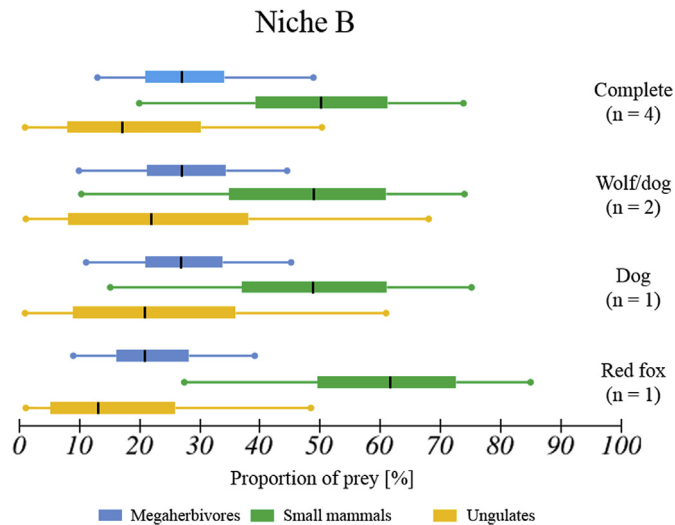 Niche B
Complete
(n = 4)
Wolf/dog
(n = 2)
Dog
(n = 1)
Red fox
(n = 1)
0 10 20 30 40 50 60 70 80 90 100
Proportion of prey [%]
Megaherbivores Small mammals Ungulates